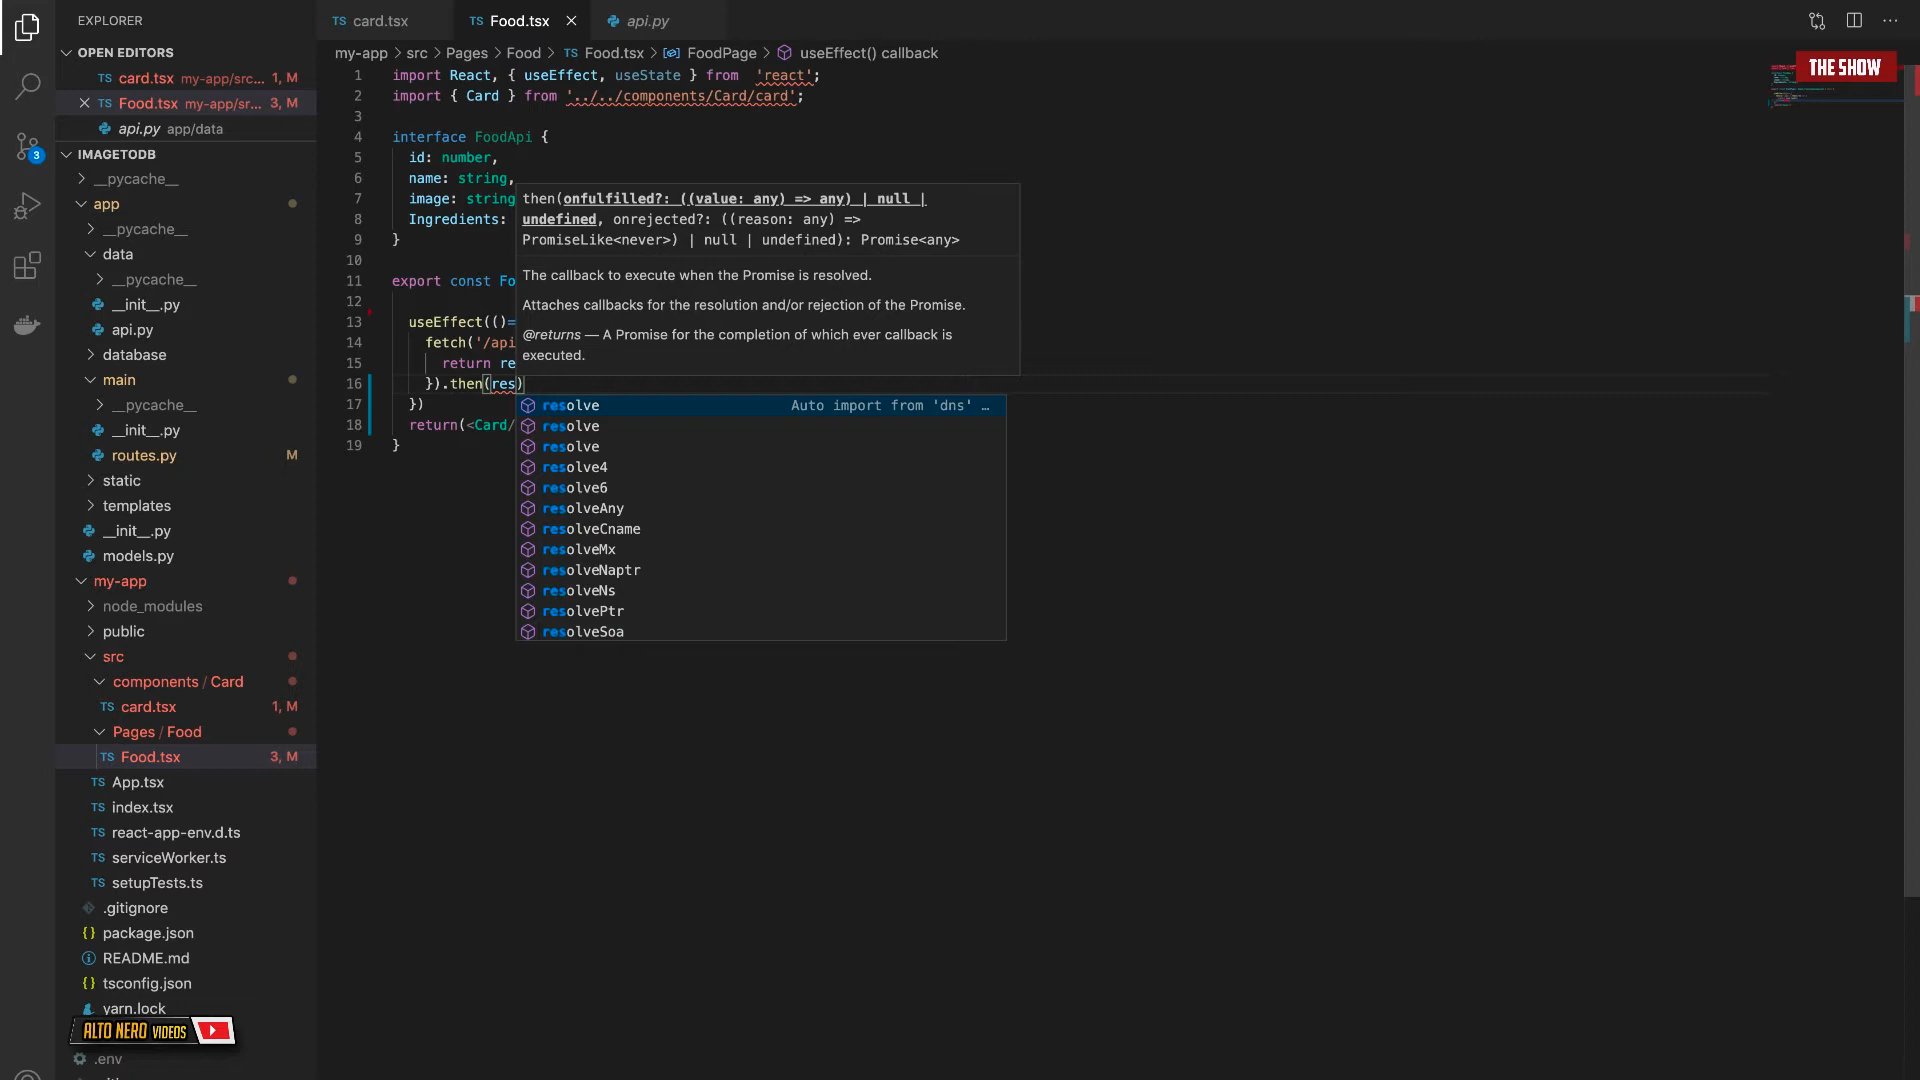 EXPLORER
OPEN EDITORS
TS card.tsx my-app/src... 1, M
TS Food.tsx my-app/sr... 3, M
api.py app/data
IMAGETODB
__pycache__
app
__pycache__
data
__pycache__
__init__.py
api.py
database
main
__pycache__
__init__.py
routes.py M
static
templates
__init__.py
models.py
my-app
node_modules
public
src
components / Card
TS card.tsx 1, M
Pages / Food
TS Food.tsx 3, M
TS App.tsx
TS index.tsx
TS react-app-env.d.ts
TS serviceWorker.ts
TS setupTests.ts
.gitignore
{} package.json
README.md
{} tsconfig.json
yarn.lock
ALTO NERO VIDEOS
.env
3
TS card.tsx
TS Food.tsx
api.py
my-app > src > Pages > Food > TS Food.tsx > FoodPage > useEffect() callback
THE SHOW
1 import React, { useEffect, useState } from 'react';
2 import { Card } from '../../components/Card/card';
3
4 interface FoodApi {
5 id: number,
6 name: string,
7 image: string
8 Ingredients:
9 }
10
11 export const Fo
12
13 useEffect(()=
14 fetch('/api
15 return re
16 }).then(res)
17 })
18 return(<Card/
19 }
then(onfulfilled?: ((value: any) => any) | null |
undefined, onrejected?: ((reason: any) =>
PromiseLike<never>) | null | undefined): Promise<any>
The callback to execute when the Promise is resolved.
Attaches callbacks for the resolution and/or rejection of the Promise.
@returns — A Promise for the completion of which ever callback is
executed.
resolve Auto import from 'dns' …
resolve
resolve
resolve4
resolve6
resolveAny
resolveCname
resolveMx
resolveNaptr
resolveNs
resolvePtr
resolveSoa